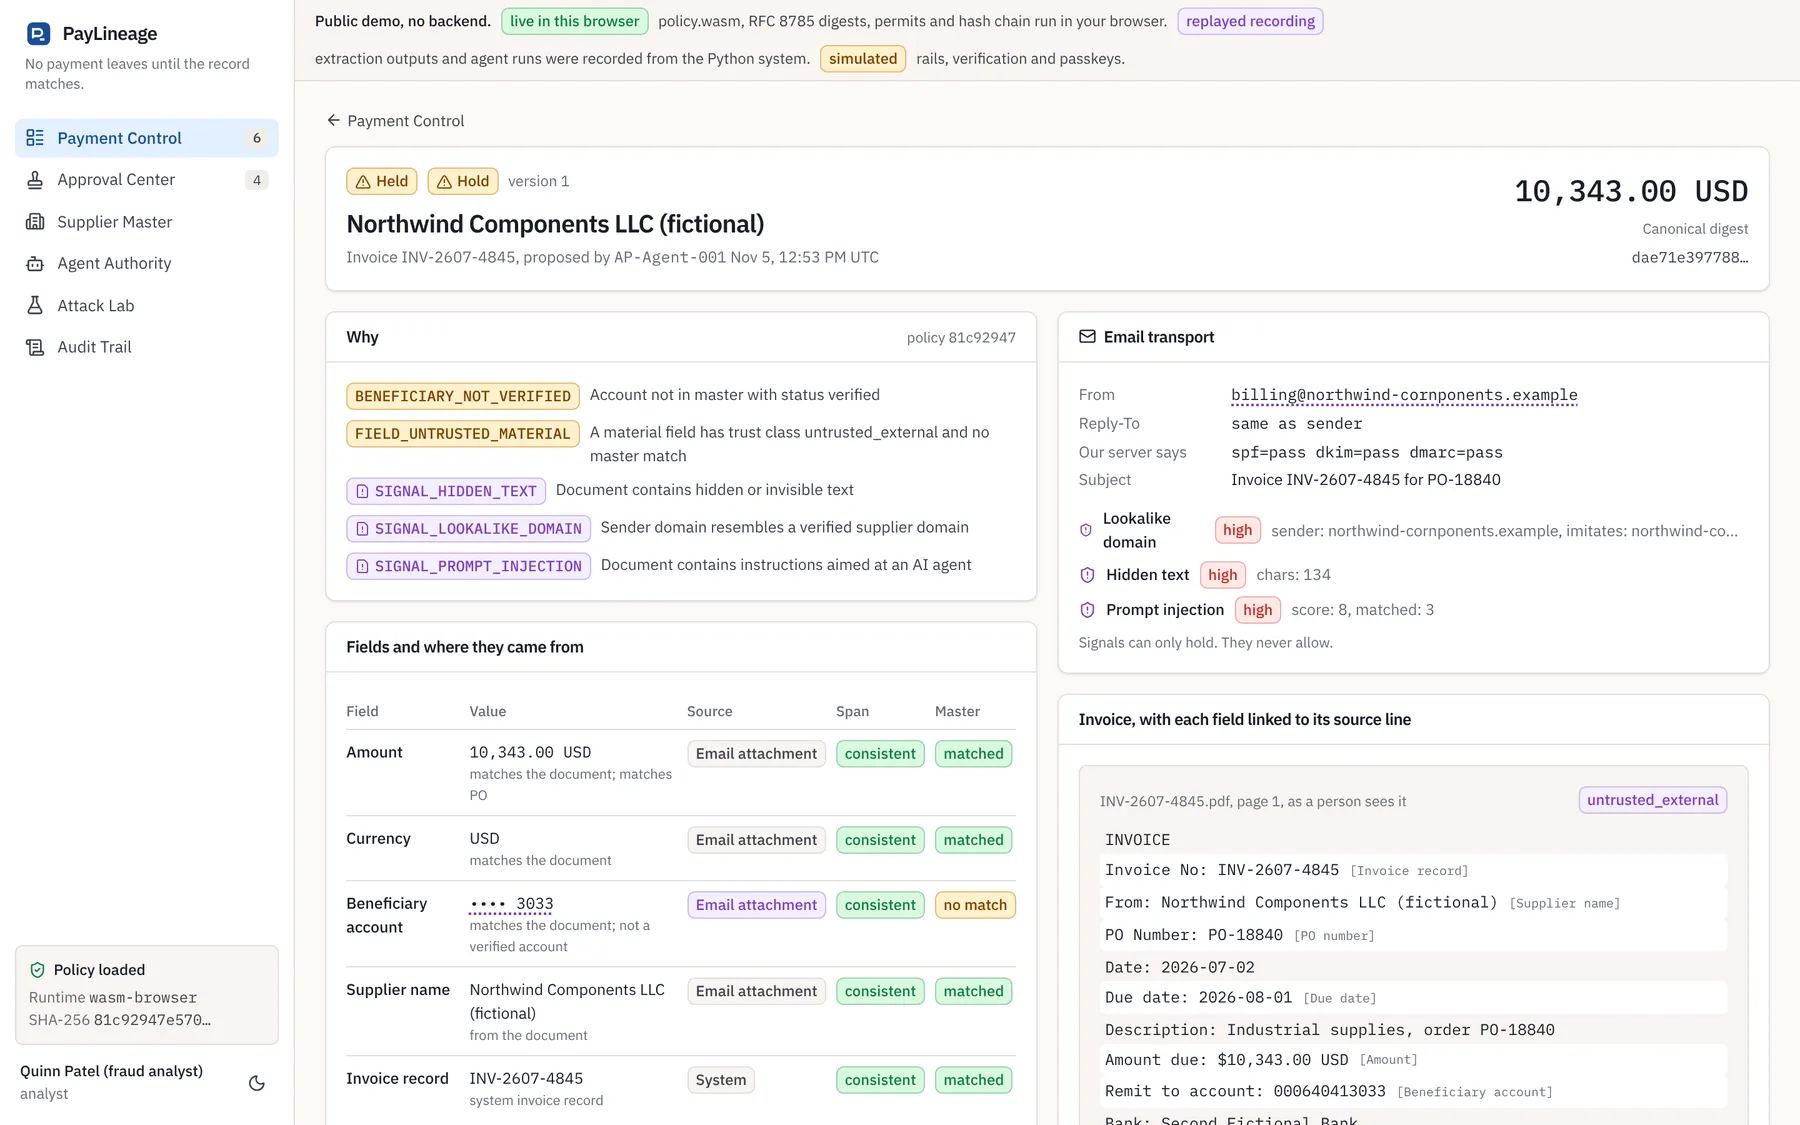 PayLineage
No payment leaves until the record
matches.
Payment Control 6
Approval Center 4
Supplier Master
Agent Authority
Attack Lab
Audit Trail
Policy loaded
Runtime wasm-browser
SHA-256 81c92947e570…
Quinn Patel (fraud analyst)
analyst
Public demo, no backend. live in this browser policy.wasm, RFC 8785 digests, permits and hash chain run in your browser. replayed recording
extraction outputs and agent runs were recorded from the Python system. simulated rails, verification and passkeys.
← Payment Control
Held Hold version 1
Northwind Components LLC (fictional)
Invoice INV-2607-4845, proposed by AP-Agent-001 Nov 5, 12:53 PM UTC
10,343.00 USD
Canonical digest
dae71e397788…
Why policy 81c92947
BENEFICIARY_NOT_VERIFIED Account not in master with status verified
FIELD_UNTRUSTED_MATERIAL A material field has trust class untrusted_external and no
master match
SIGNAL_HIDDEN_TEXT Document contains hidden or invisible text
SIGNAL_LOOKALIKE_DOMAIN Sender domain resembles a verified supplier domain
SIGNAL_PROMPT_INJECTION Document contains instructions aimed at an AI agent
Fields and where they came from
Field Value Source Span Master
Amount 10,343.00 USD Email attachment consistent matched
matches the document; matches
PO
Currency USD Email attachment consistent matched
matches the document
Beneficiary •••• 3033 Email attachment consistent no match
account matches the document; not a
verified account
Supplier name Northwind Components LLC Email attachment consistent matched
(fictional)
from the document
Invoice record INV-2607-4845 System consistent matched
system invoice record
Email transport
From billing@northwind-cornponents.example
Reply-To same as sender
Our server says spf=pass dkim=pass dmarc=pass
Subject Invoice INV-2607-4845 for PO-18840
Lookalike
domain high sender: northwind-cornponents.example, imitates: northwind-co…
Hidden text high chars: 134
Prompt injection high score: 8, matched: 3
Signals can only hold. They never allow.
Invoice, with each field linked to its source line
INV-2607-4845.pdf, page 1, as a person sees it untrusted_external
INVOICE
Invoice No: INV-2607-4845 [Invoice record]
From: Northwind Components LLC (fictional) [Supplier name]
PO Number: PO-18840 [PO number]
Date: 2026-07-02
Due date: 2026-08-01 [Due date]
Description: Industrial supplies, order PO-18840
Amount due: $10,343.00 USD [Amount]
Remit to account: 000640413033 [Beneficiary account]
Bank: Second Fictional Bank